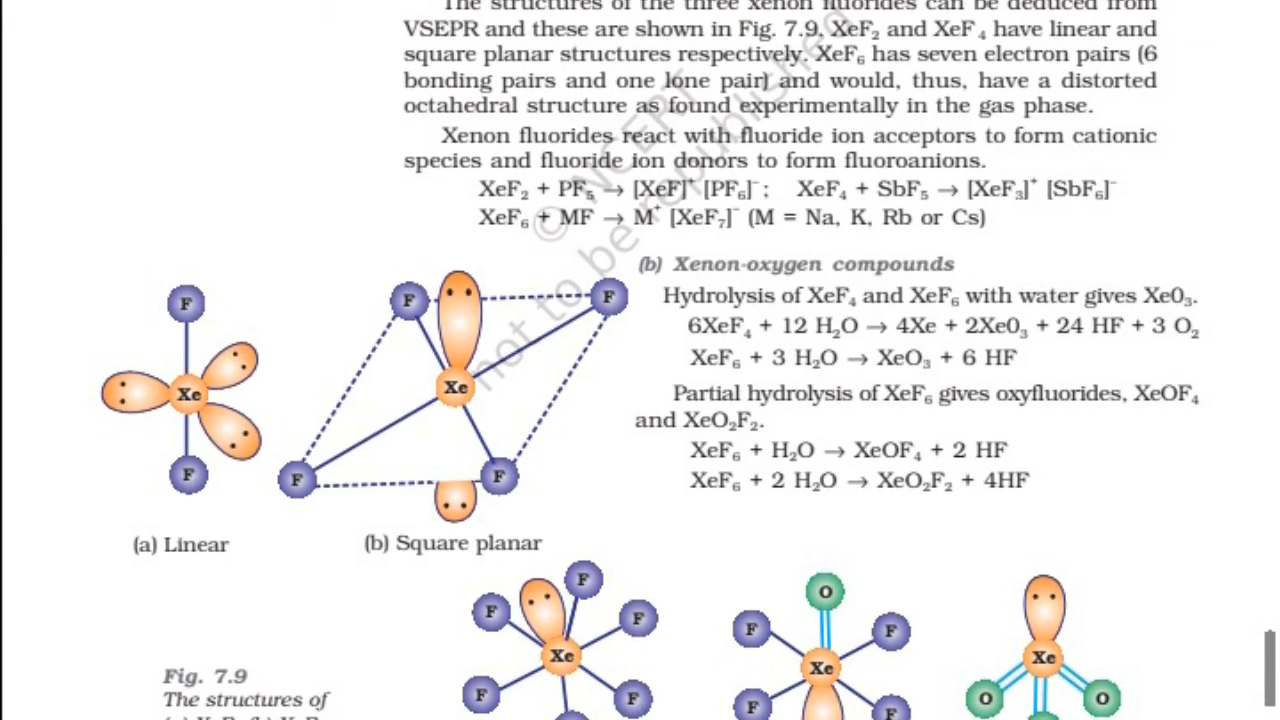 The structures of the three xenon fluorides can be deduced from
VSEPR and these are shown in Fig. 7.9. XeF₂ and XeF₄ have linear and
square planar structures respectively. XeF₆ has seven electron pairs (6
bonding pairs and one lone pair) and would, thus, have a distorted
octahedral structure as found experimentally in the gas phase.
Xenon fluorides react with fluoride ion acceptors to form cationic
species and fluoride ion donors to form fluoroanions.
XeF₂ + PF₅ → [XeF]⁺ [PF₆]⁻ ; XeF₄ + SbF₅ → [XeF₃]⁺ [SbF₆]⁻
XeF₆ + MF → M⁺ [XeF₇]⁻ (M = Na, K, Rb or Cs)
© NCERT
not to be republished
(b) Xenon-oxygen compounds
Hydrolysis of XeF₄ and XeF₆ with water gives Xe0₃.
6XeF₄ + 12 H₂O → 4Xe + 2Xe0₃ + 24 HF + 3 O₂
XeF₆ + 3 H₂O → XeO₃ + 6 HF
Partial hydrolysis of XeF₆ gives oxyfluorides, XeOF₄
and XeO₂F₂.
XeF₆ + H₂O → XeOF₄ + 2 HF
XeF₆ + 2 H₂O → XeO₂F₂ + 4HF
F
Xe
F
F
F
Xe
F
F
(a) Linear
(b) Square planar
F
F
F
Xe
F
F
O
F
F
Xe
F
F
Xe
O
O
Fig. 7.9
The structures of